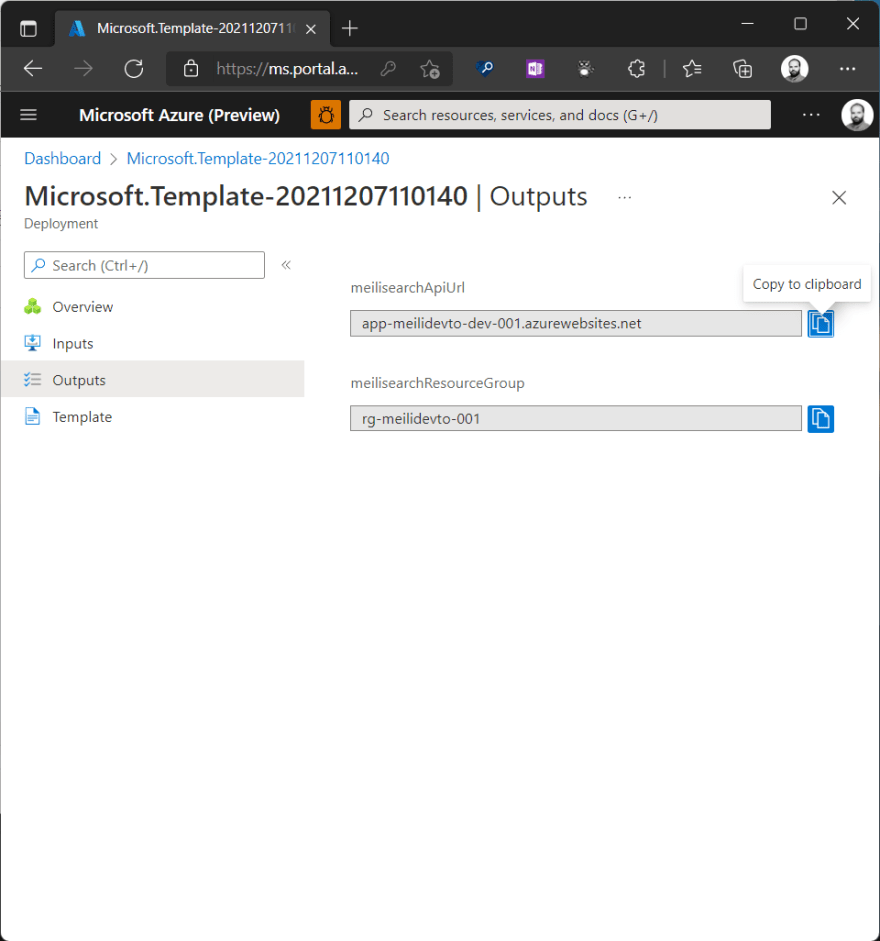 Microsoft.Template-2021120711
https://ms.portal.a...
Microsoft Azure (Preview)
Search resources, services, and docs (G+/)
Dashboard > Microsoft.Template-20211207110140
Microsoft.Template-20211207110140 | Outputs ...
Deployment
Search (Ctrl+/)
Overview
Inputs
Outputs
Template
meilisearchApiUrl
Copy to clipboard
app-meilidevto-dev-001.azurewebsites.net
meilisearchResourceGroup
rg-meilidevto-001